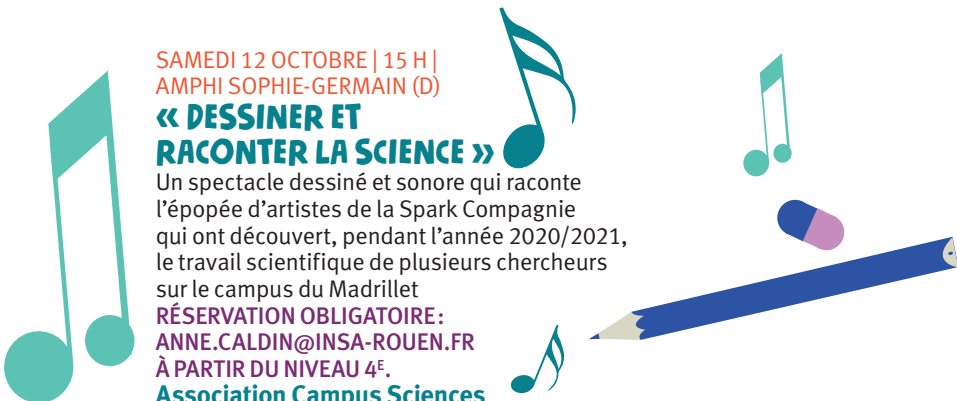 SAMEDI 12 OCTOBRE | 15 H |
AMPHI SOPHIE-GERMAIN (D)
« DESSINER ET
RACONTER LA SCIENCE »
Un spectacle dessiné et sonore qui raconte
l’épopée d’artistes de la Spark Compagnie
qui ont découvert, pendant l’année 2020/2021,
le travail scientifique de plusieurs chercheurs
sur le campus du Madrillet
RÉSERVATION OBLIGATOIRE :
ANNE.CALDIN@INSA-ROUEN.FR
À PARTIR DU NIVEAU 4E.
Association Campus Sciences